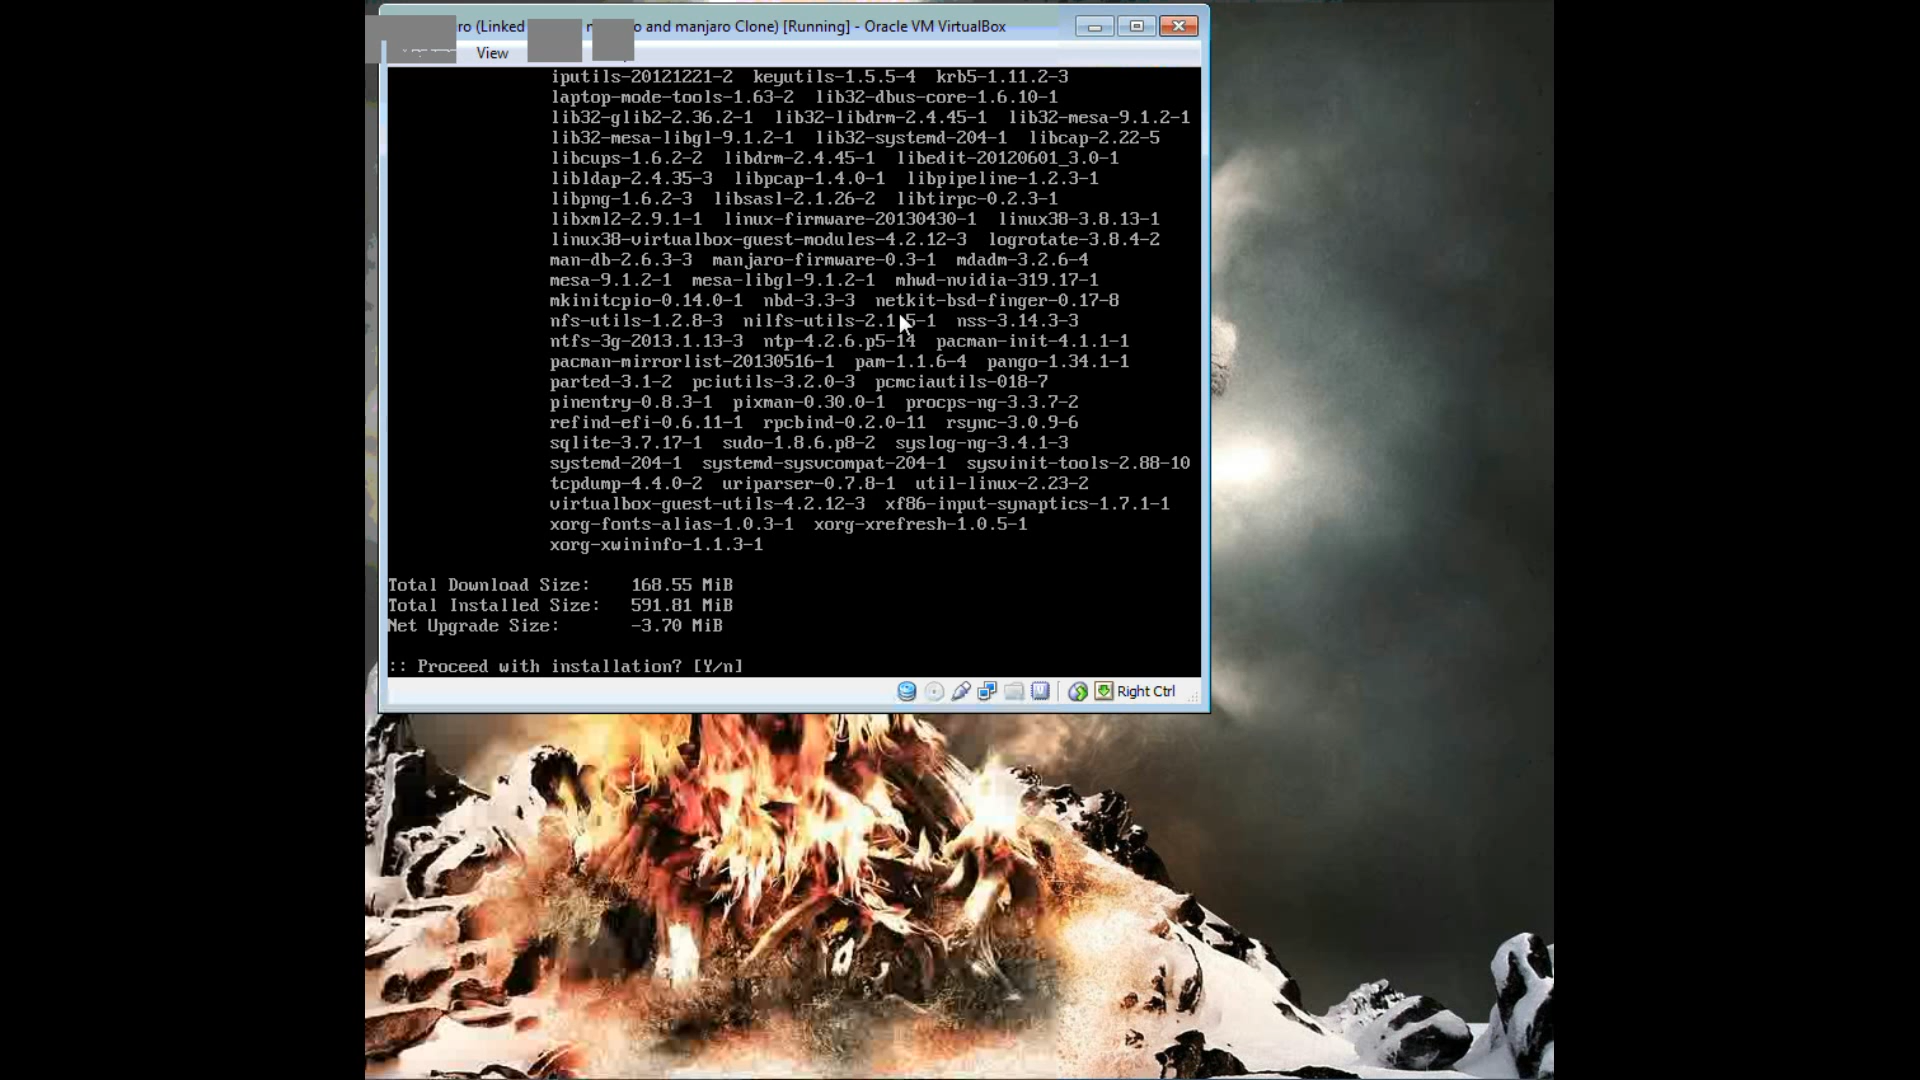 ro (Linked o and manjaro Clone) [Running] - Oracle VM VirtualBox
View
iputils-20121221-2 keyutils-1.5.5-4 krb5-1.11.2-3
laptop-mode-tools-1.63-2 lib32-dbus-core-1.6.10-1
lib32-glib2-2.36.2-1 lib32-libdrm-2.4.45-1 lib32-mesa-9.1.2-1
lib32-mesa-libgl-9.1.2-1 lib32-systemd-204-1 libcap-2.22-5
libcups-1.6.2-2 libdrm-2.4.45-1 libedit-20120601_3.0-1
libldap-2.4.35-3 libpcap-1.4.0-1 libpipeline-1.2.3-1
libpng-1.6.2-3 libsasl-2.1.26-2 libtirpc-0.2.3-1
libxml2-2.9.1-1 linux-firmware-20130430-1 linux38-3.8.13-1
linux38-virtualbox-guest-modules-4.2.12-3 logrotate-3.8.4-2
man-db-2.6.3-3 manjaro-firmware-0.3-1 mdadm-3.2.6-4
mesa-9.1.2-1 mesa-libgl-9.1.2-1 mhwd-nvidia-319.17-1
mkinitcpio-0.14.0-1 nbd-3.3-3 netkit-bsd-finger-0.17-8
nfs-utils-1.2.8-3 nilfs-utils-2.1.5-1 nss-3.14.3-3
ntfs-3g-2013.1.13-3 ntp-4.2.6.p5-14 pacman-init-4.1.1-1
pacman-mirrorlist-20130516-1 pam-1.1.6-4 pango-1.34.1-1
parted-3.1-2 pciutils-3.2.0-3 pcmciautils-018-7
pinentry-0.8.3-1 pixman-0.30.0-1 procps-ng-3.3.7-2
refind-efi-0.6.11-1 rpcbind-0.2.0-11 rsync-3.0.9-6
sqlite-3.7.17-1 sudo-1.8.6.p8-2 syslog-ng-3.4.1-3
systemd-204-1 systemd-sysvcompat-204-1 sysvinit-tools-2.88-10
tcpdump-4.4.0-2 uriparser-0.7.8-1 util-linux-2.23-2
virtualbox-guest-utils-4.2.12-3 xf86-input-synaptics-1.7.1-1
xorg-fonts-alias-1.0.3-1 xorg-xrefresh-1.0.5-1
xorg-xwininfo-1.1.3-1
Total Download Size: 168.55 MiB
Total Installed Size: 591.81 MiB
Net Upgrade Size: -3.70 MiB
:: Proceed with installation? [Y/n]
Right Ctrl